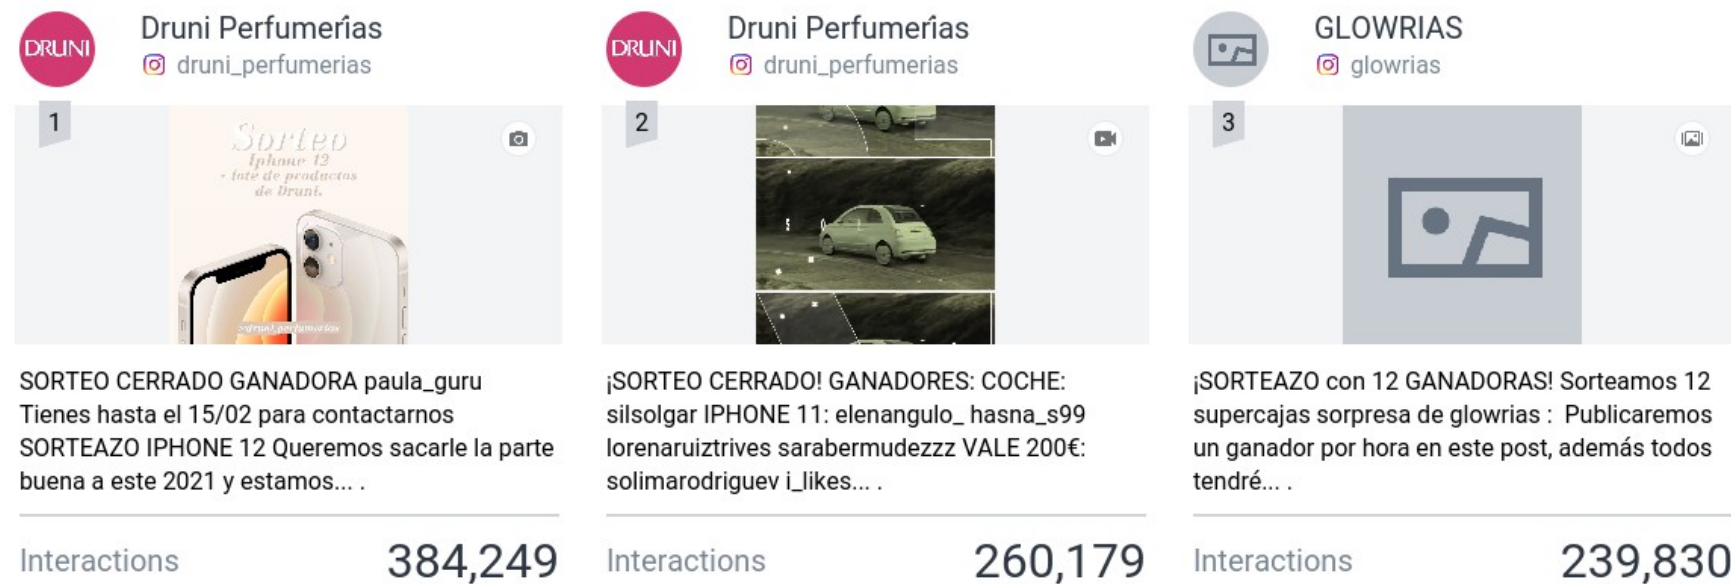 DRUNI
Druni Perfumerías
druni_perfumerias
1
Sorteo
Iphone 12
+ lote de productos
de Druni.
@druni_perfumerias
SORTEO CERRADO GANADORA paula_guru
Tienes hasta el 15/02 para contactarnos
SORTEAZO IPHONE 12 Queremos sacarle la parte
buena a este 2021 y estamos... .
Interactions
384,249
DRUNI
Druni Perfumerías
druni_perfumerias
2
¡SORTEO CERRADO! GANADORES: COCHE:
silsolgar IPHONE 11: elenangulo_ hasna_s99
lorenaruiztrives sarabermudezzz VALE 200€:
solimarodriguev i_likes... .
Interactions
260,179
GLOWRIAS
glowrias
3
¡SORTEAZO con 12 GANADORAS! Sorteamos 12
supercajas sorpresa de glowrias :  Publicaremos
un ganador por hora en este post, además todos
tendré... .
Interactions
239,830